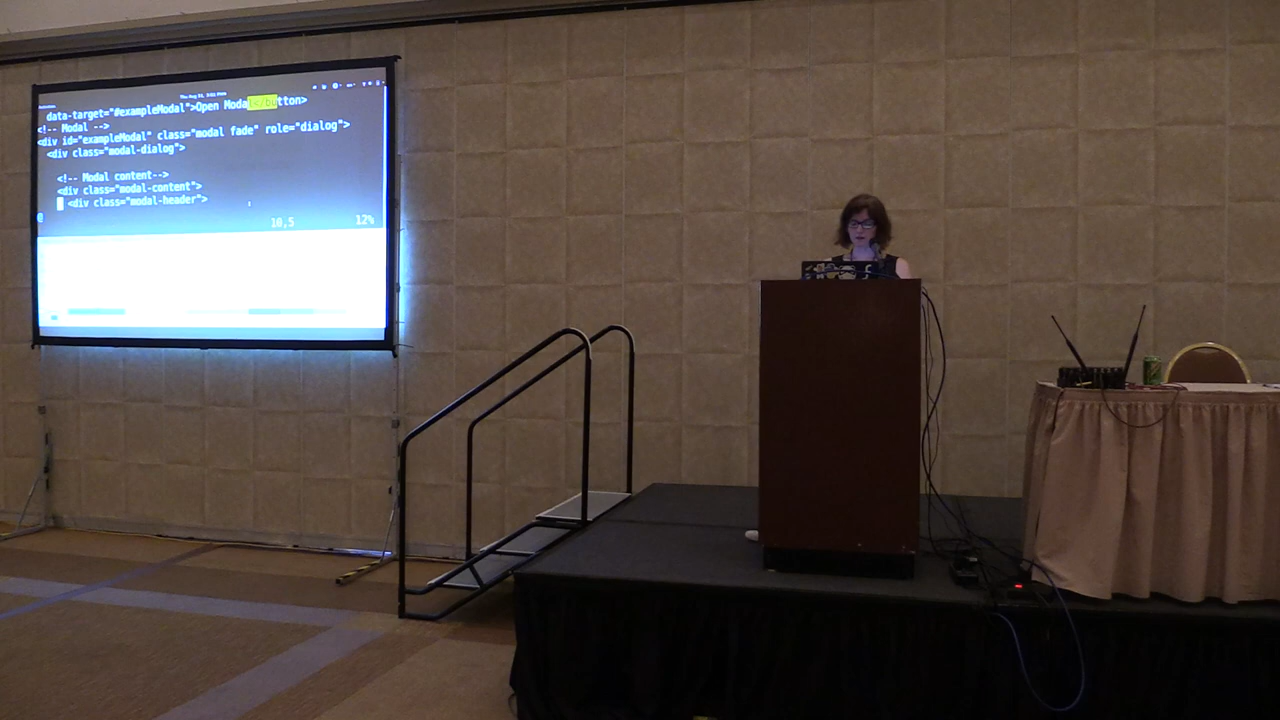 data-target="#exampleModal">Open Modal</button>
<!-- Modal -->
<div id="exampleModal" class="modal fade" role="dialog">
<div class="modal-dialog">
<!-- Modal content-->
<div class="modal-content">
<div class="modal-header">
@
10,5
12%